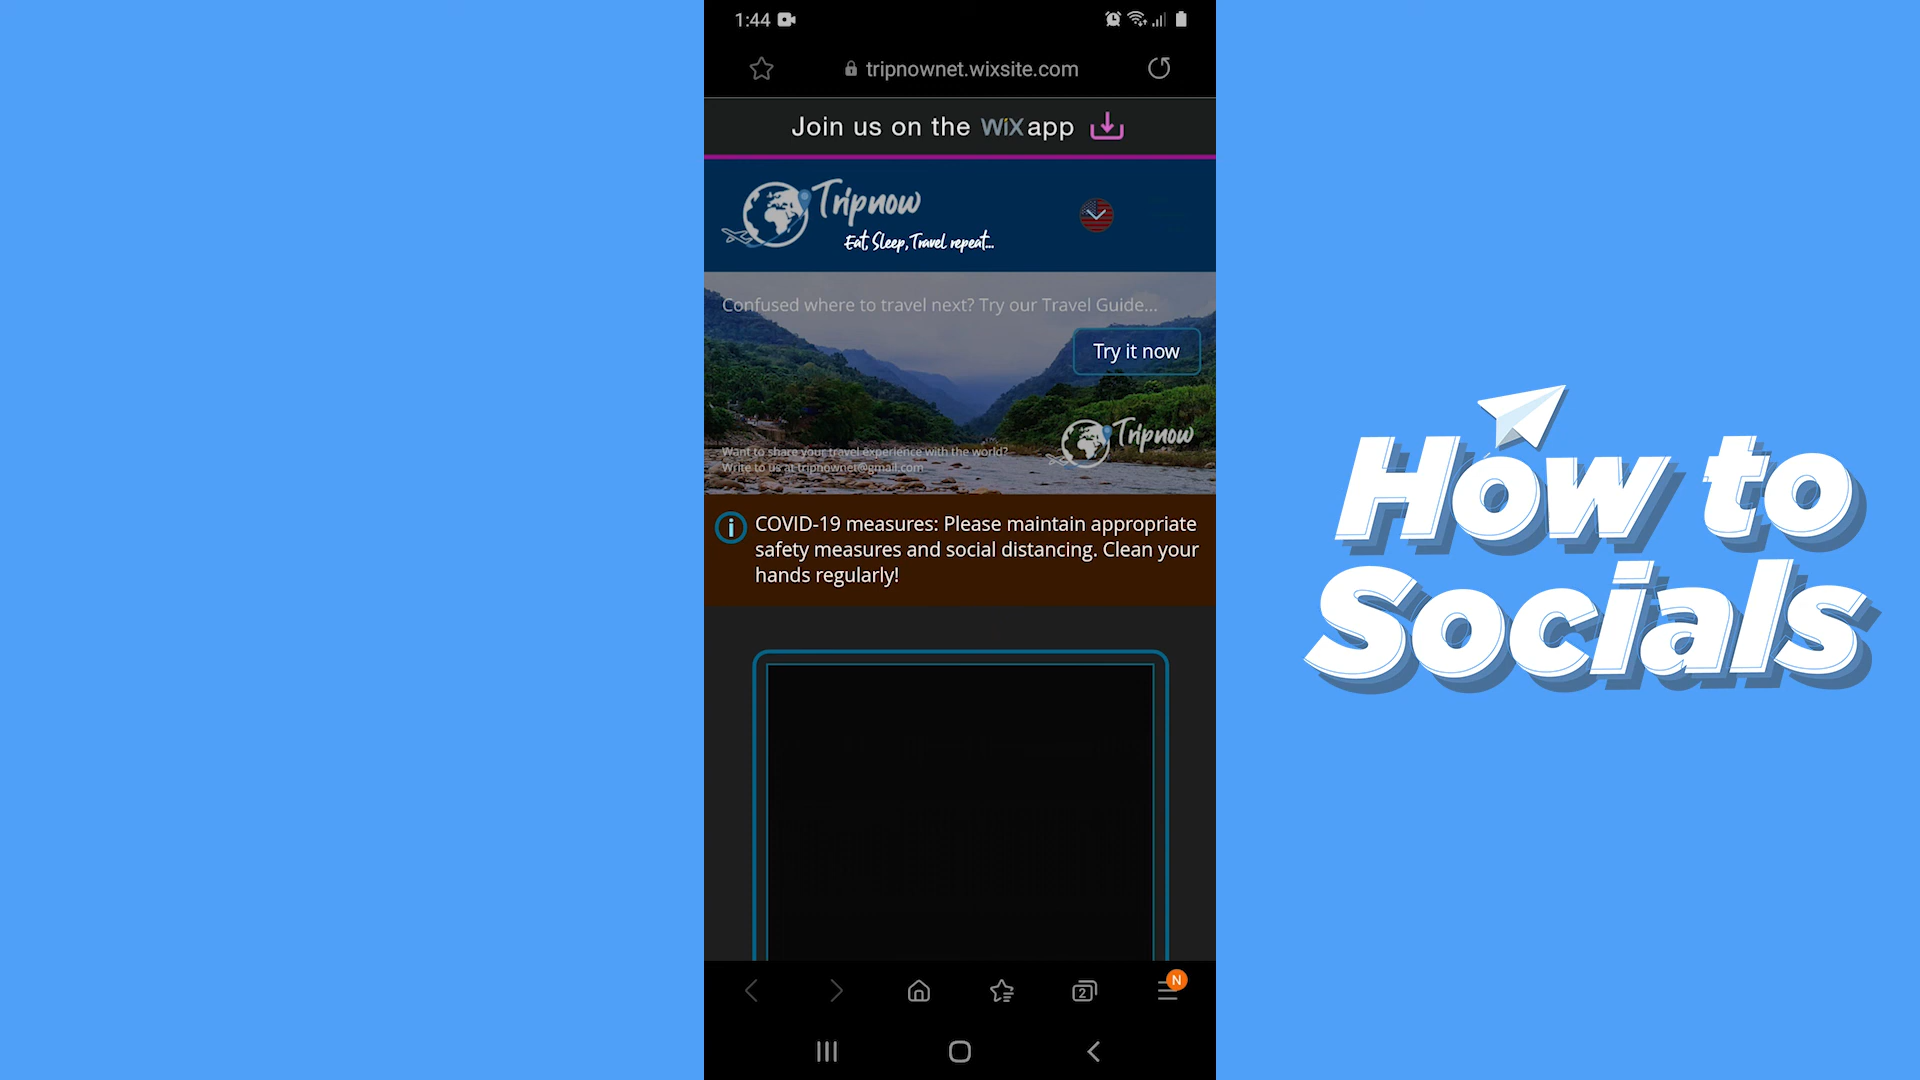 1:44
tripnownet.wixsite.com
Join us on the WiX app
Tripnow
Eat, Sleep, Travel repeat...
Confused where to travel next? Try our Travel Guide...
Try it now
Tripnow
Want to share your travel experience with the world?
Write to us at tripnownet@gmail.com
COVID-19 measures: Please maintain appropriate
safety measures and social distancing. Clean your
hands regularly!
2
N
How to
Socials